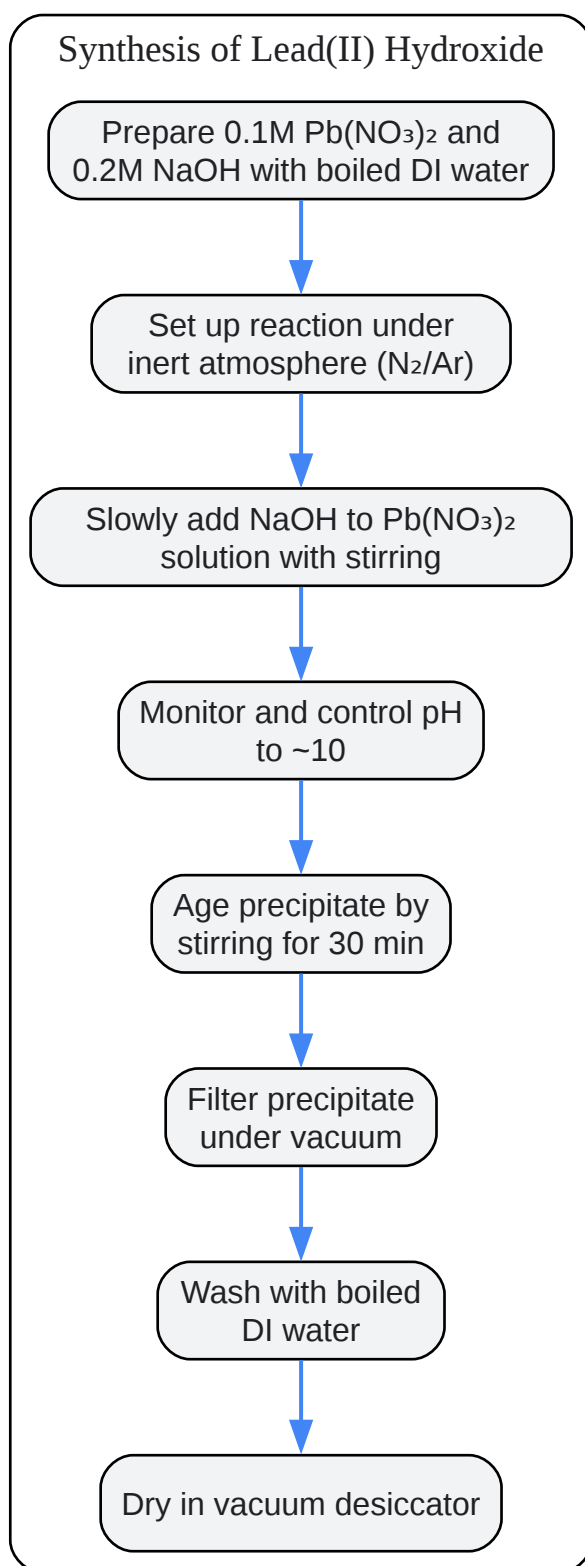 Synthesis of Lead(II) Hydroxide
Prepare 0.1M Pb(NO₃)₂ and
0.2M NaOH with boiled DI water
Set up reaction under
inert atmosphere (N₂/Ar)
Slowly add NaOH to Pb(NO₃)₂
solution with stirring
Monitor and control pH
to ~10
Age precipitate by
stirring for 30 min
Filter precipitate
under vacuum
Wash with boiled
DI water
Dry in vacuum desiccator